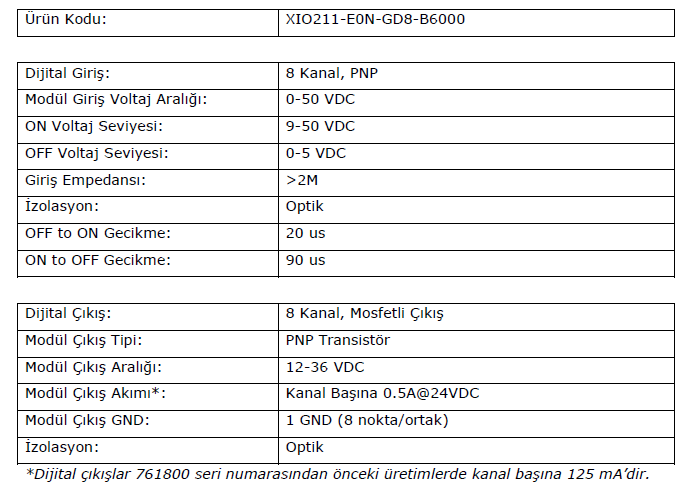 Ürün Kodu: XIO211-E0N-GD8-B6000
Dijital Giriş: 8 Kanal, PNP
Modül Giriş Voltaj Aralığı: 0-50 VDC
ON Voltaj Seviyesi: 9-50 VDC
OFF Voltaj Seviyesi: 0-5 VDC
Giriş Empedansı: >2M
İzolasyon: Optik
OFF to ON Gecikme: 20 us
ON to OFF Gecikme: 90 us
Dijital Çıkış: 8 Kanal, Mosfetli Çıkış
Modül Çıkış Tipi: PNP Transistör
Modül Çıkış Aralığı: 12-36 VDC
Modül Çıkış Akımı*: Kanal Başına 0.5A@24VDC
Modül Çıkış GND: 1 GND (8 nokta/ortak)
İzolasyon: Optik
*Dijital çıkışlar 761800 seri numarasından önceki üretimlerde kanal başına 125 mA’dir.